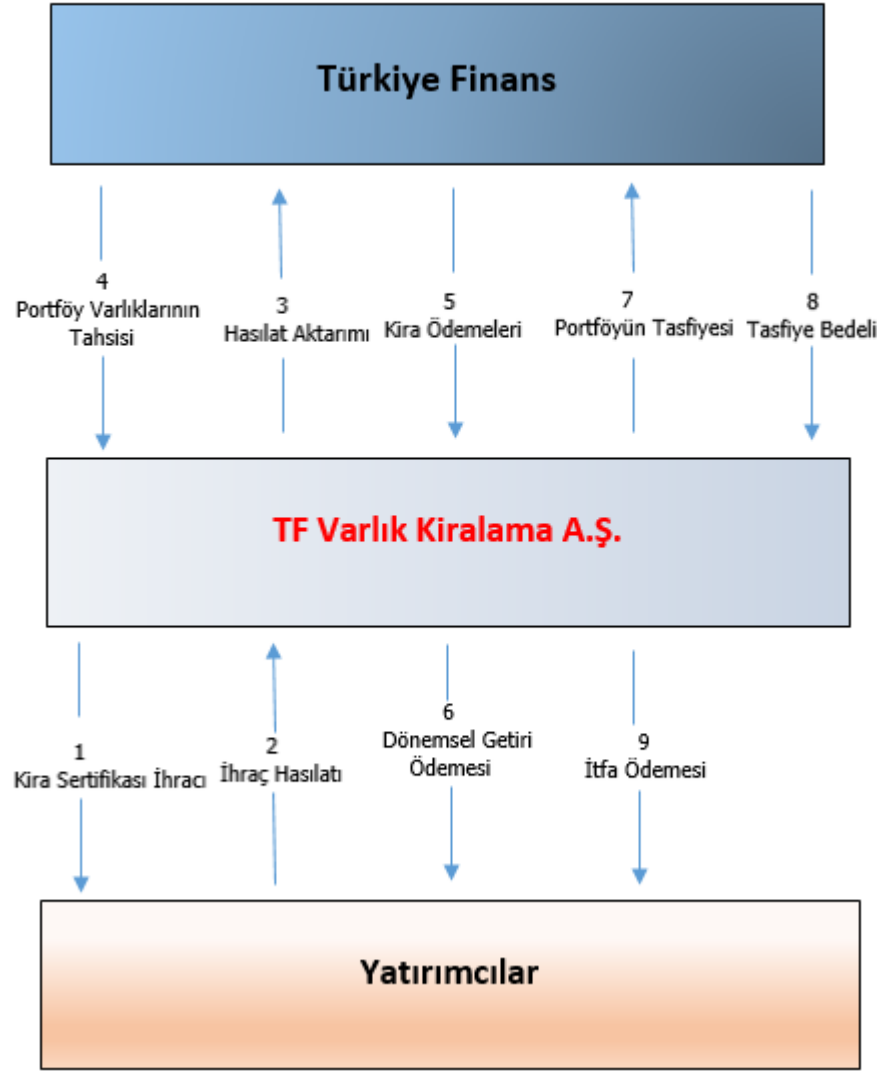 Türkiye Finans
4
Portföy Varlıklarının
Tahsisi
3
Hasılat Aktarımı
5
Kira Ödemeleri
7
Portföyün Tasfiyesi
8
Tasfiye Bedeli
TF Varlık Kiralama A.Ş.
1
Kira Sertifikası İhracı
2
İhraç Hasılatı
6
Dönemsel Getiri
Ödemesi
9
İtfa Ödemesi
Yatırımcılar